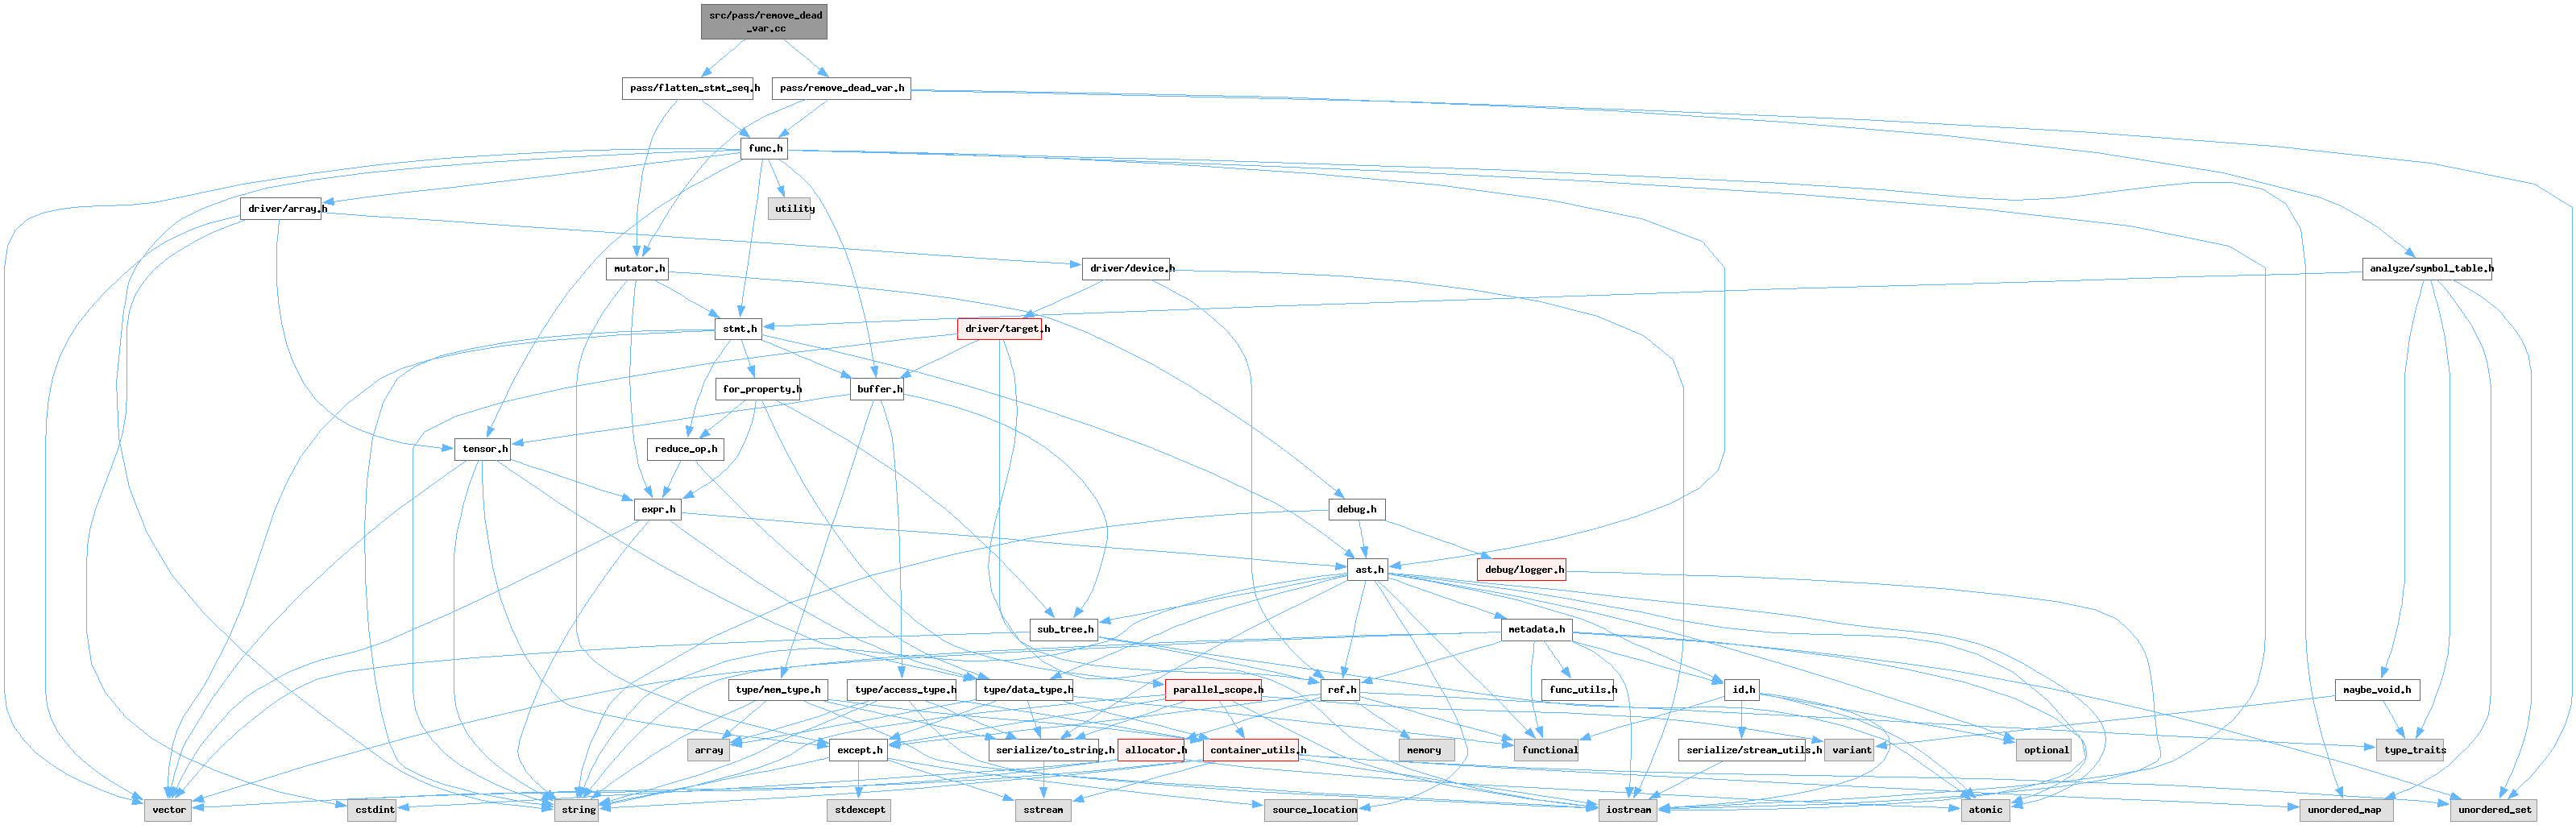 src/pass/remove_dead
_var.cc
pass/flatten_stmt_seq.h
pass/remove_dead_var.h
func.h
driver/array.h
utility
mutator.h
driver/device.h
analyze/symbol_table.h
stmt.h
driver/target.h
for_property.h
buffer.h
tensor.h
reduce_op.h
expr.h
debug.h
ast.h
debug/logger.h
sub_tree.h
metadata.h
type/mem_type.h
type/access_type.h
type/data_type.h
parallel_scope.h
ref.h
func_utils.h
id.h
maybe_void.h
array
except.h
serialize/to_string.h
allocator.h
container_utils.h
memory
functional
serialize/stream_utils.h
variant
optional
type_traits
vector
cstdint
string
stdexcept
sstream
source_location
iostream
atomic
unordered_map
unordered_set